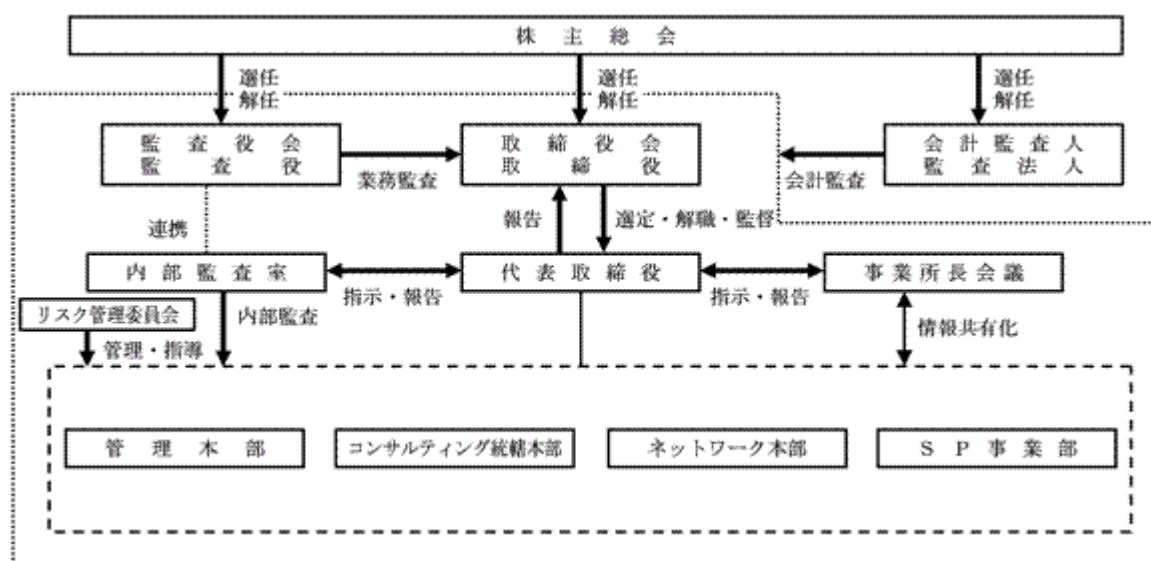 株主総会
選任
解任
選任
解任
選任
解任
監査役会
監査役
取締役会
取締役
会計監査人
監査法人
業務監査
会計監査
連携
報告
選定・解職・監督
内部監査室
代表取締役
事業所長会議
指示・報告
指示・報告
リスク管理委員会
内部監査
情報共有化
管理・指導
管理本部
コンサルティング統轄本部
ネットワーク本部
SP事業部